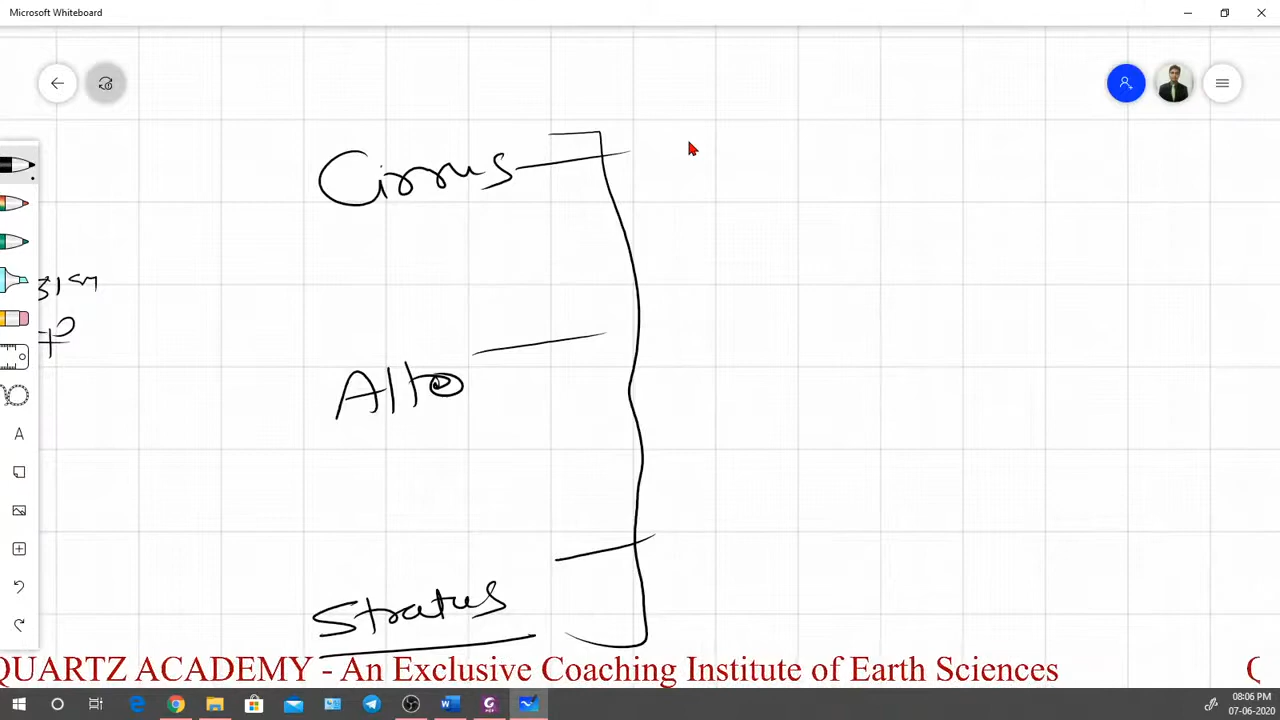 Microsoft Whiteboard
Cirrus
Alto
Stratus
QUARTZ ACADEMY - An Exclusive Coaching Institute of Earth Sciences
08:06 PM
07-06-2020